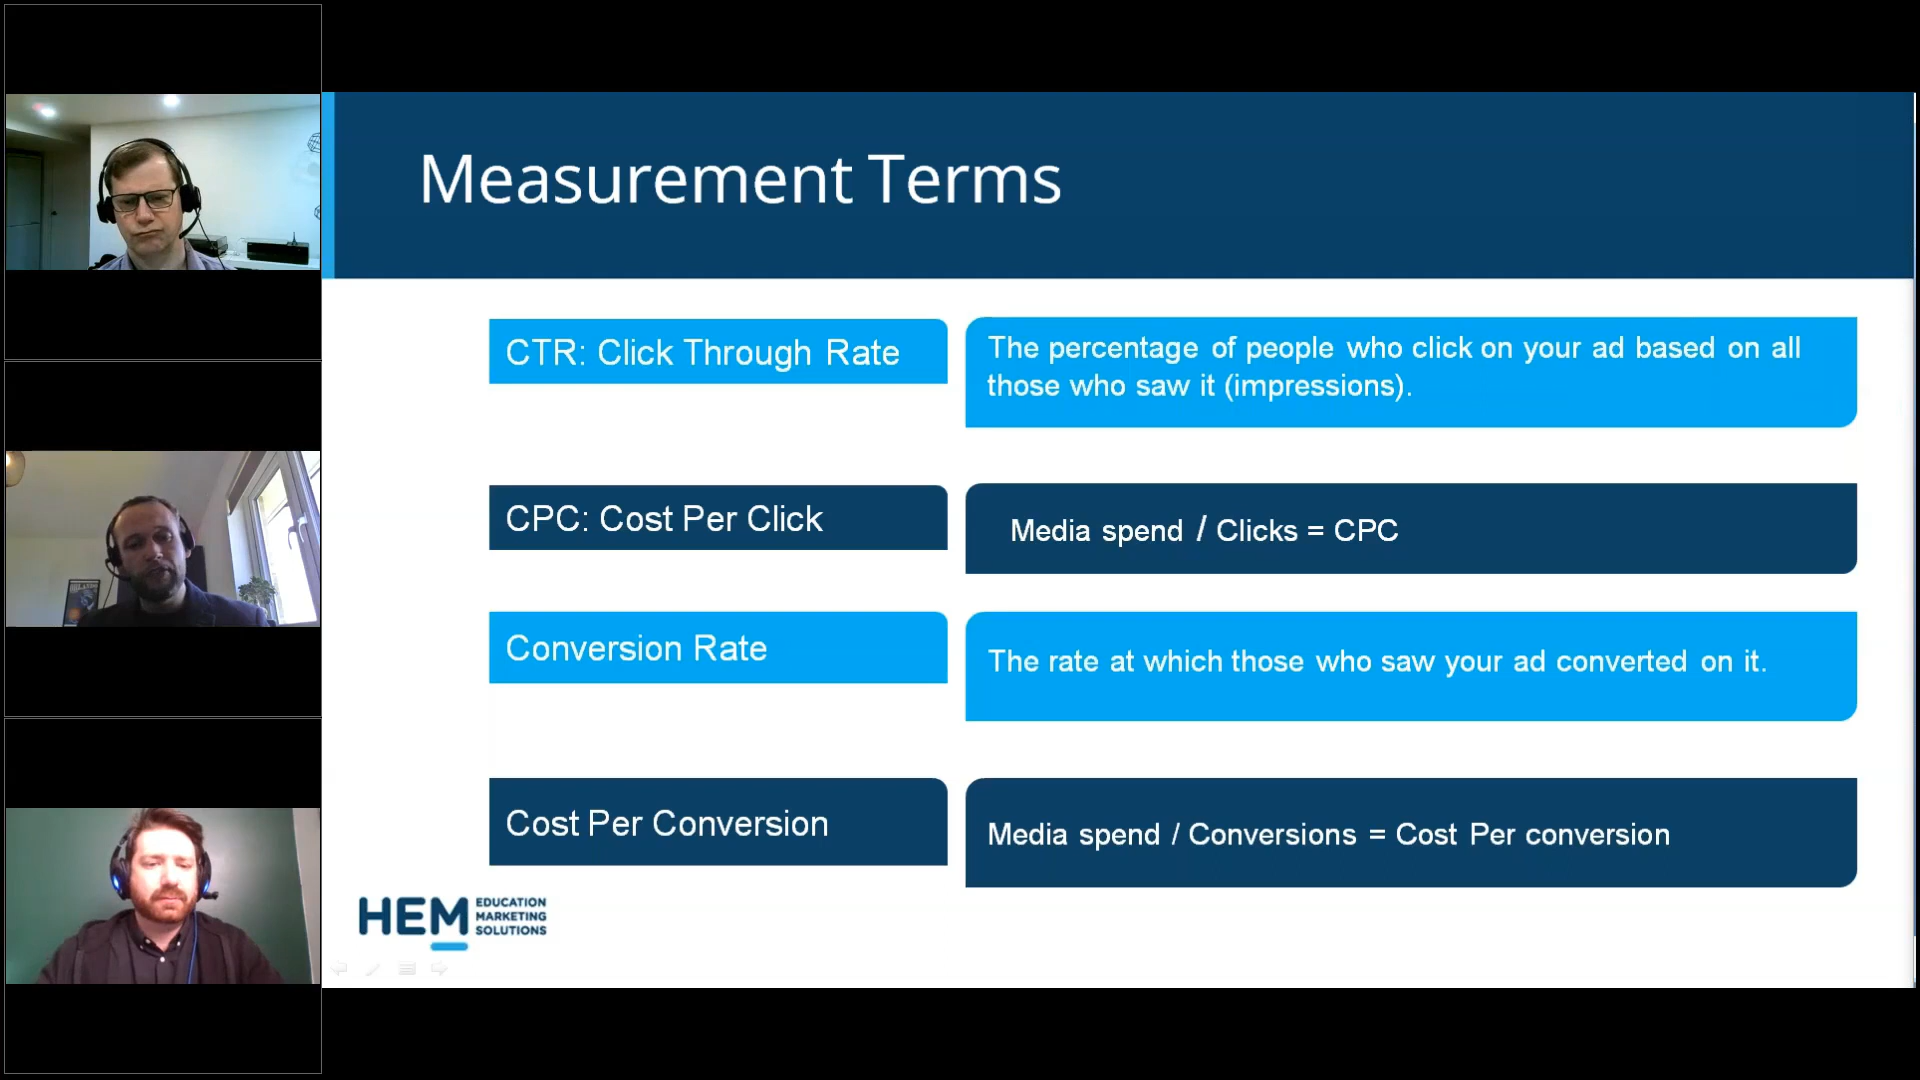 Measurement Terms
CTR: Click Through Rate
The percentage of people who click on your ad based on all
those who saw it (impressions).
CPC: Cost Per Click
Media spend / Clicks = CPC
Conversion Rate
The rate at which those who saw your ad converted on it.
Cost Per Conversion
Media spend / Conversions = Cost Per conversion
HEM
EDUCATION
MARKETING
SOLUTIONS